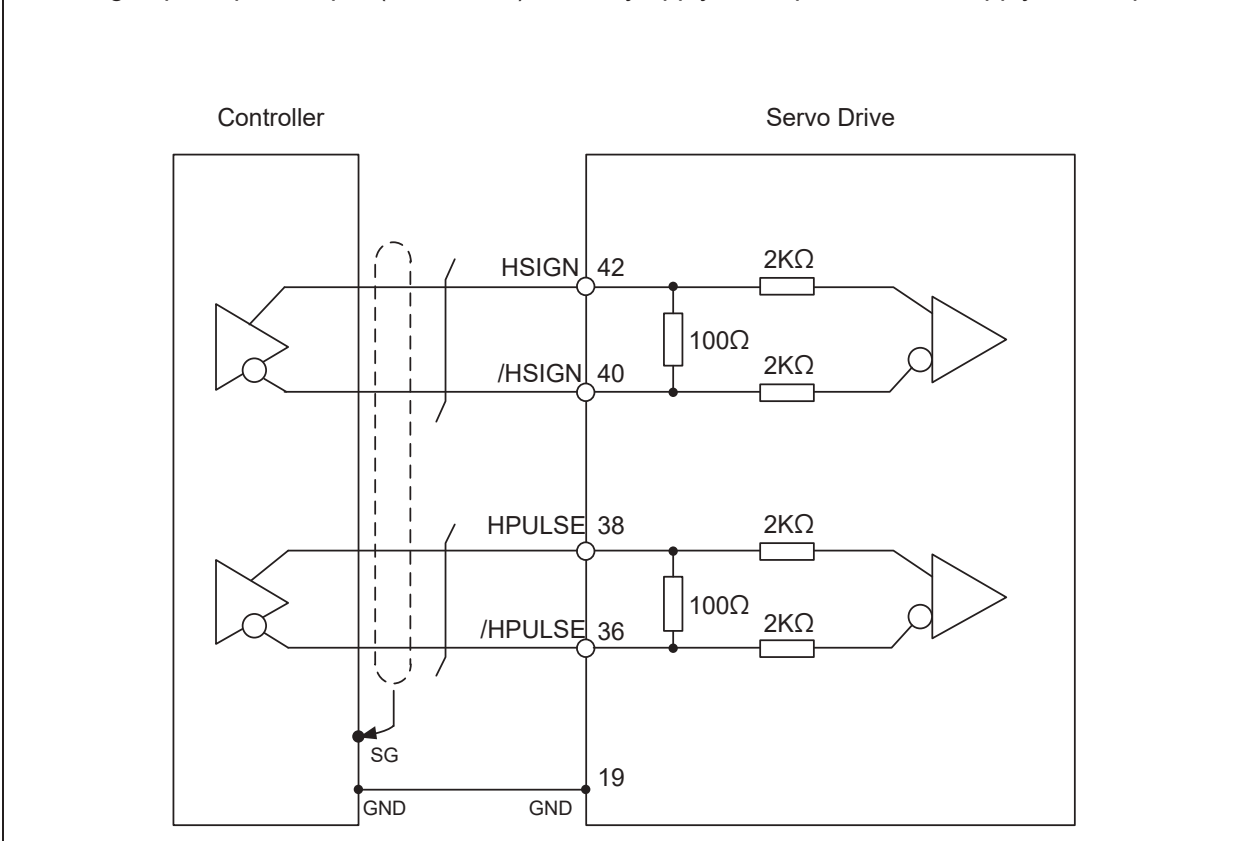 Controller
Servo Drive
HSIGN 42
2KΩ
100Ω
/HSIGN 40
2KΩ
HPULSE 38
2KΩ
100Ω
/HPULSE 36
2KΩ
SG
19
GND
GND